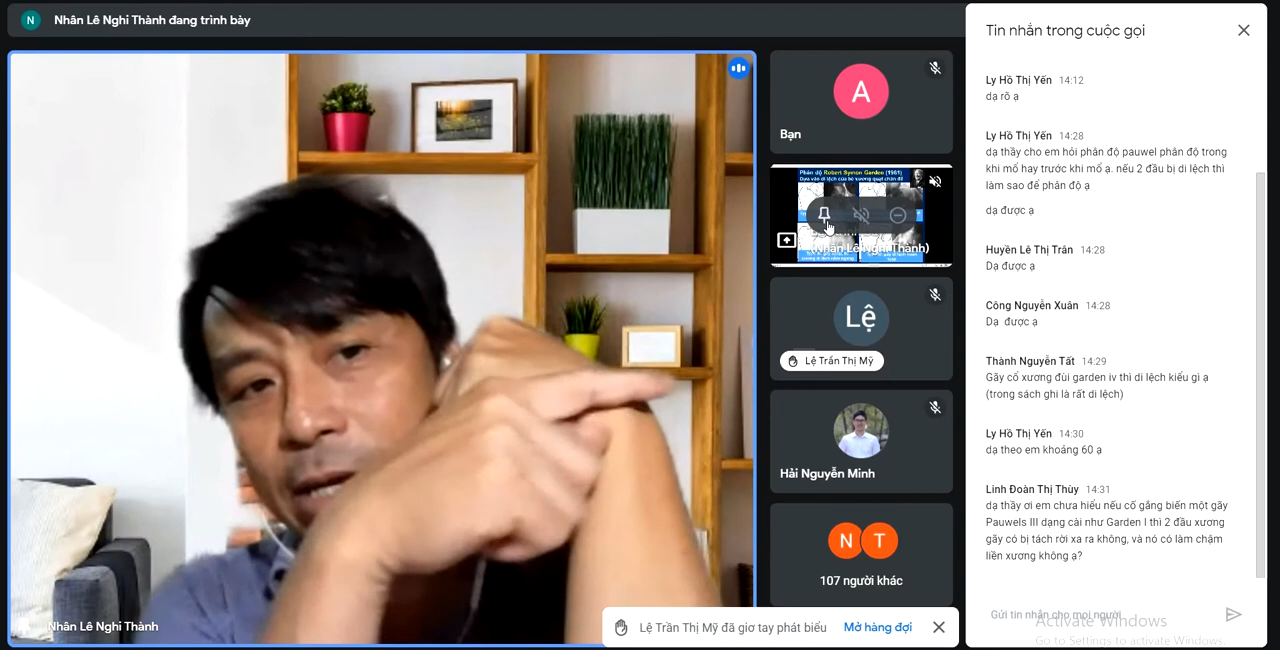 N Nhân Lê Nghi Thành đang trình bày
Nhân Lê Nghi Thành
A
Bạn
Phân độ Robert Symon Garden (1981)
(Nhân Lê Nghi Thành)
Lệ
Lệ Trần Thị Mỹ
Hải Nguyễn Minh
N T
107 người khác
Lệ Trần Thị Mỹ đã giơ tay phát biểu Mở hàng đợi
Tin nhắn trong cuộc gọi
Ly Hồ Thị Yến 14:12
dạ rõ ạ
Ly Hồ Thị Yến 14:28
dạ thầy cho em hỏi phân độ pauwel phân độ trong
khi mổ hay trước khi mổ ạ. nếu 2 đầu bị di lệch thì
làm sao để phân độ ạ
dạ được ạ
Huyền Lê Thị Trân 14:28
Dạ được ạ
Công Nguyễn Xuân 14:28
Dạ được ạ
Thành Nguyễn Tất 14:29
Gãy cổ xương đùi garden iv thì di lệch kiểu gì ạ
(trong sách ghi là rất di lệch)
Ly Hồ Thị Yến 14:30
dạ theo em khoảng 60 ạ
Linh Đoàn Thị Thùy 14:31
dạ thầy ơi em chưa hiểu nếu cố gắng biến một gãy
Pauwels III dạng cài như Garden I thì 2 đầu xương
gãy có bị tách rời xa ra không, và nó có làm chậm
liền xương không ạ?
Gửi tin nhắn cho mọi người
Activate Windows
Go to Settings to activate Windows.